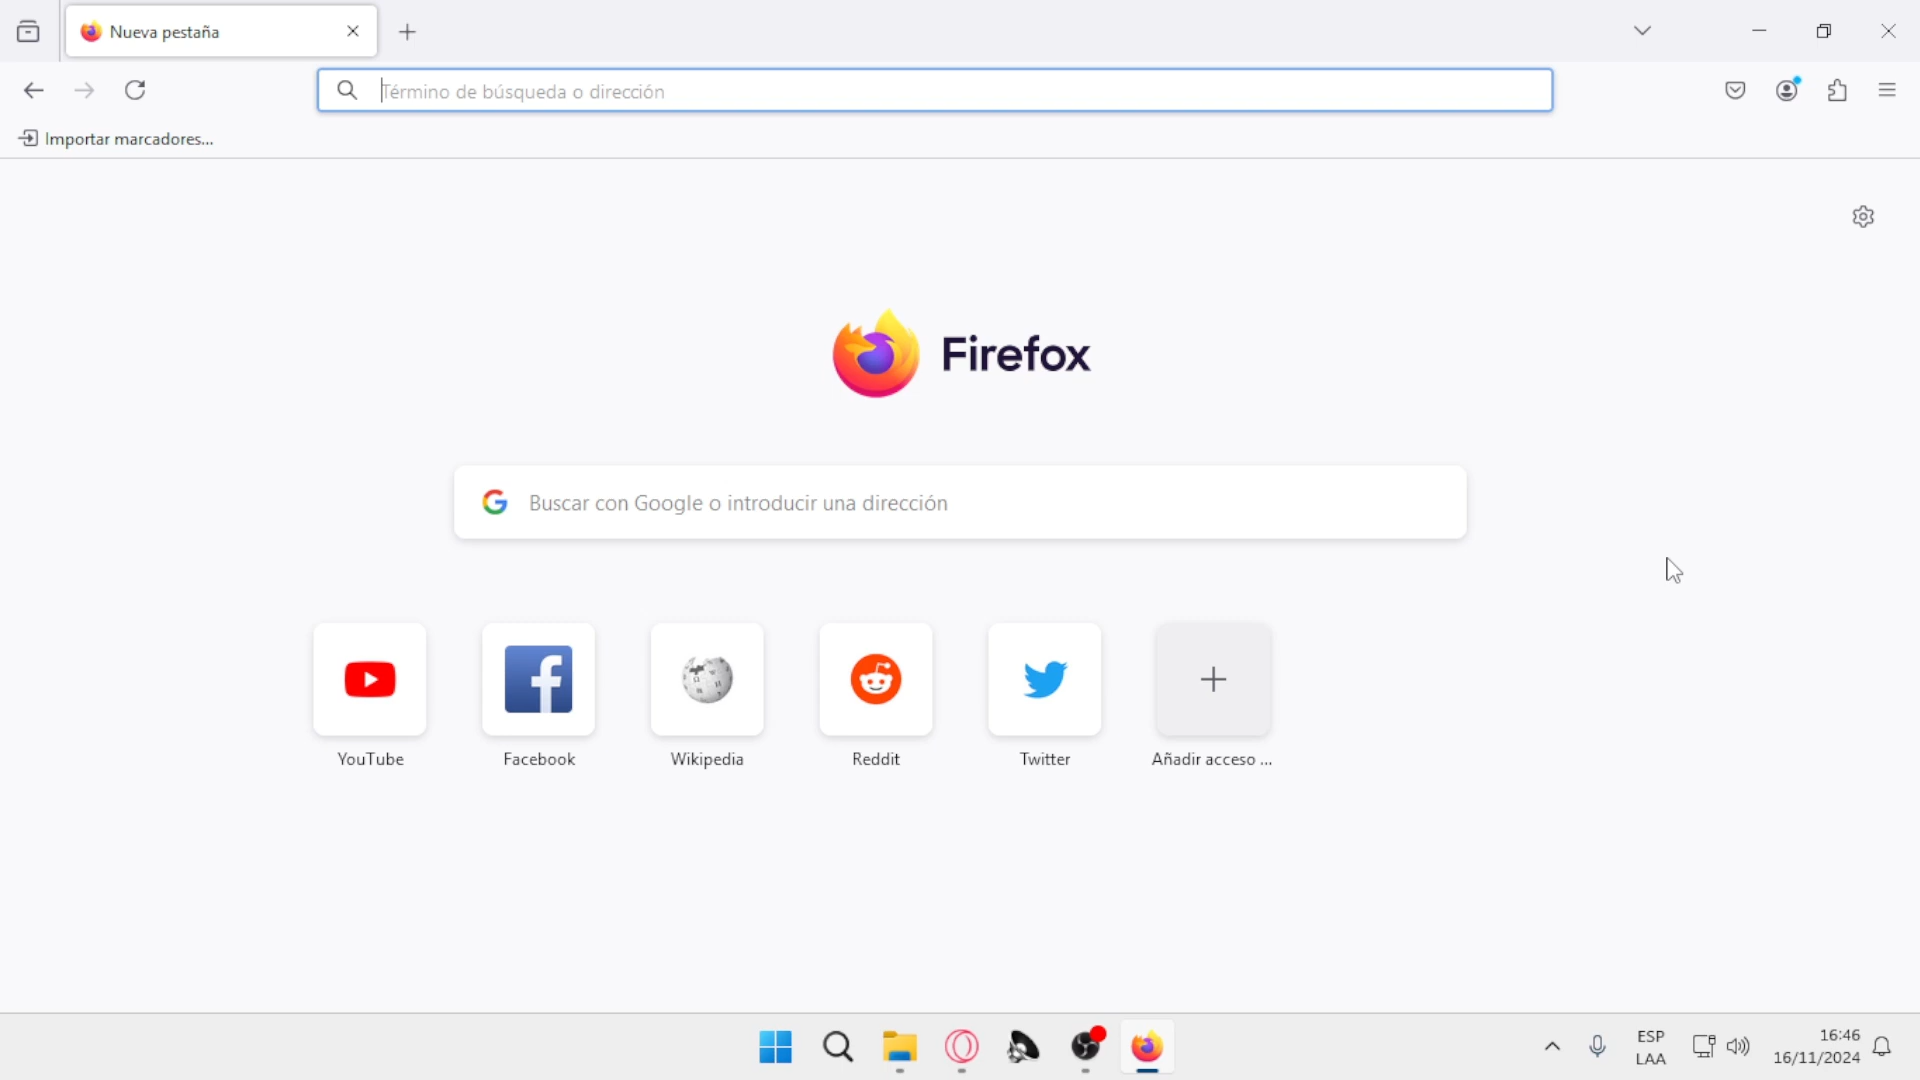 Nueva pestaña
Término de búsqueda o dirección
Importar marcadores...
Firefox
Buscar con Google o introducir una dirección
YouTube
Facebook
Wikipedia
Reddit
Twitter
Añadir acceso ...
ESP
LAA
16:46
16/11/2024